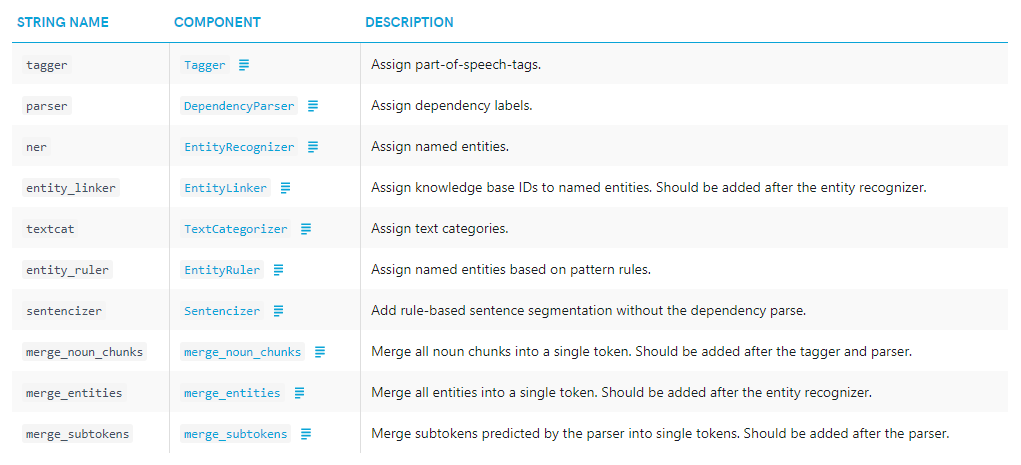 STRING NAME COMPONENT DESCRIPTION
tagger Tagger Assign part-of-speech-tags.
parser DependencyParser Assign dependency labels.
ner EntityRecognizer Assign named entities.
entity_linker EntityLinker Assign knowledge base IDs to named entities. Should be added after the entity recognizer.
textcat TextCategorizer Assign text categories.
entity_ruler EntityRuler Assign named entities based on pattern rules.
sentencizer Sentencizer Add rule-based sentence segmentation without the dependency parse.
merge_noun_chunks merge_noun_chunks Merge all noun chunks into a single token. Should be added after the tagger and parser.
merge_entities merge_entities Merge all entities into a single token. Should be added after the entity recognizer.
merge_subtokens merge_subtokens Merge subtokens predicted by the parser into single tokens. Should be added after the parser.